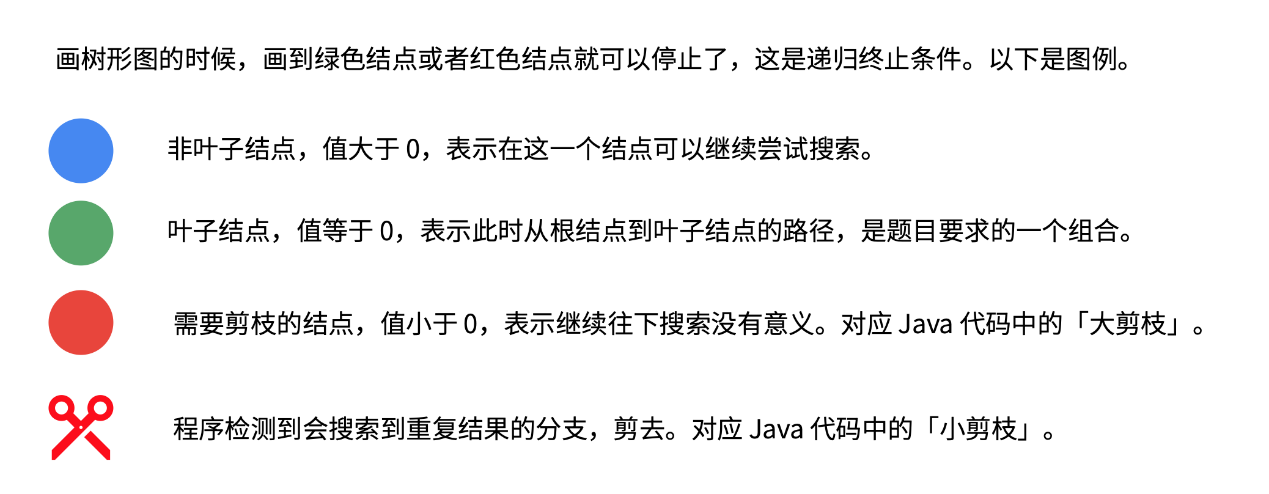 画树形图的时候，画到绿色结点或者红色结点就可以停止了，这是递归终止条件。以下是图例。
非叶子结点，值大于 0，表示在这一个结点可以继续尝试搜索。
叶子结点，值等于 0，表示此时从根结点到叶子结点的路径，是题目要求的一个组合。
需要剪枝的结点，值小于 0，表示继续往下搜索没有意义。对应 Java 代码中的「大剪枝」。
程序检测到会搜索到重复结果的分支，剪去。对应 Java 代码中的「小剪枝」。